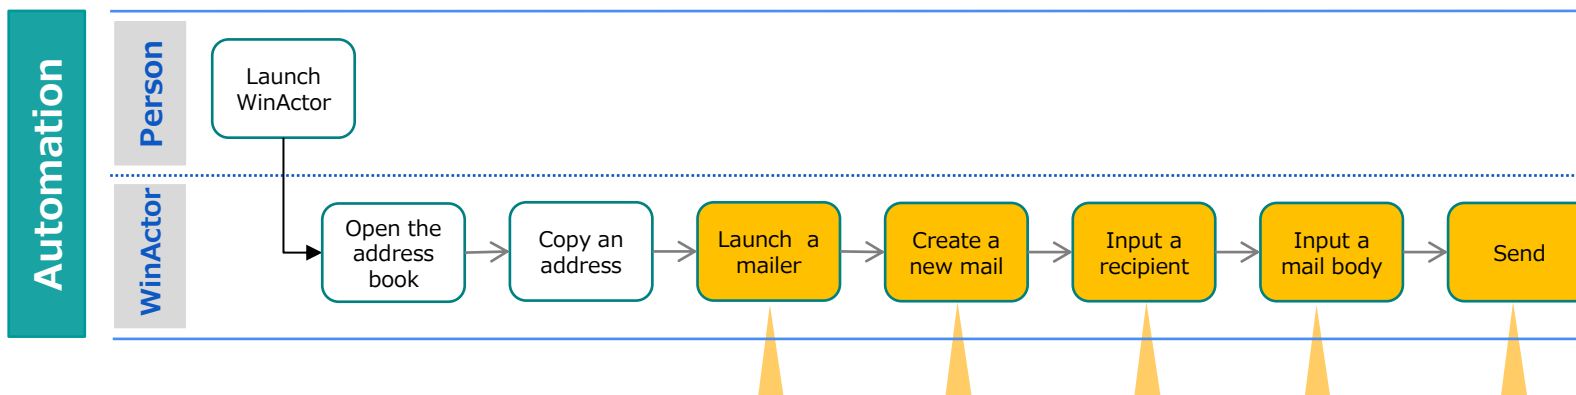 Automation
Person
Launch
WinActor
WinActor
Open the
address
book
Copy an
address
Launch a
mailer
Create a
new mail
Input a
recipient
Input a
mail body
Send